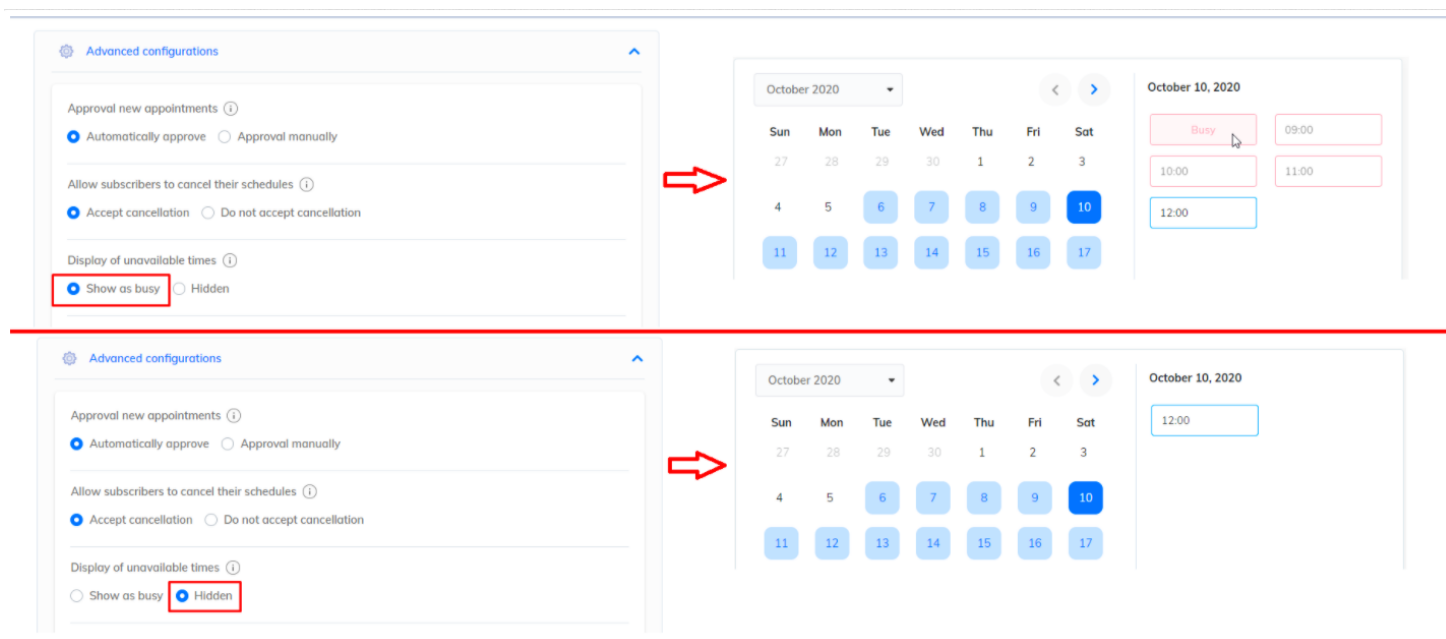 Advanced configurations
Approval new appointments
Automatically approve Approval manually
Allow subscribers to cancel their schedules
Accept cancellation Do not accept cancellation
Display of unavailable times
Show as busy Hidden
October 2020
Sun Mon Tue Wed Thu Fri Sat
27 28 29 30 1 2 3
4 5 6 7 8 9 10
11 12 13 14 15 16 17
October 10, 2020
Busy 09:00
10:00 11:00
12:00
Advanced configurations
Approval new appointments
Automatically approve Approval manually
Allow subscribers to cancel their schedules
Accept cancellation Do not accept cancellation
Display of unavailable times
Show as busy Hidden
October 2020
Sun Mon Tue Wed Thu Fri Sat
27 28 29 30 1 2 3
4 5 6 7 8 9 10
11 12 13 14 15 16 17
October 10, 2020
12:00